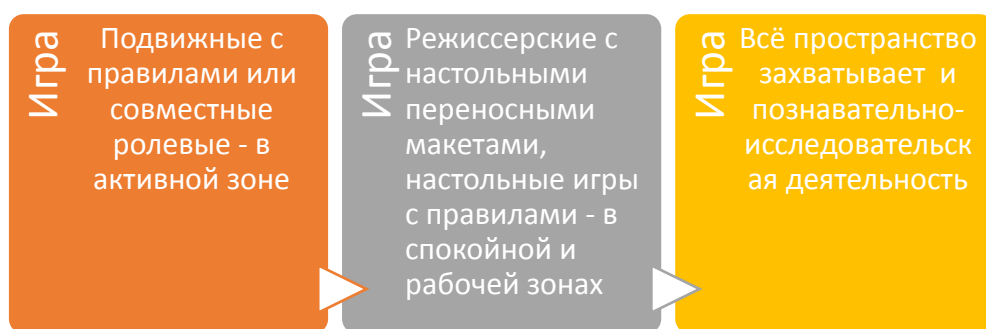 Игра
Подвижные с
правилами или
совместные
ролевые - в
активной зоне
Игра
Режиссерские с
настольными
переносными
макетами,
настольные игры
с правилами - в
спокойной и
рабочей зонах
Игра
Всё пространство
захватывает и
познавательно-
исследовательск
ая деятельность